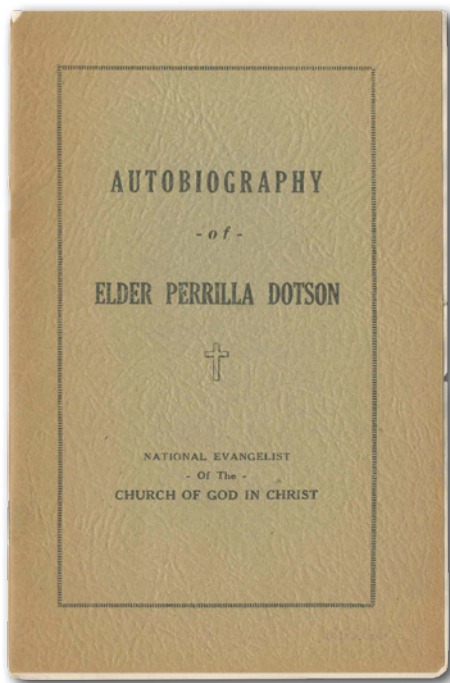 AUTOBIOGRAPHY
- of -
ELDER PERRILLA DOTSON
NATIONAL EVANGELIST
- Of The -
CHURCH OF GOD IN CHRIST